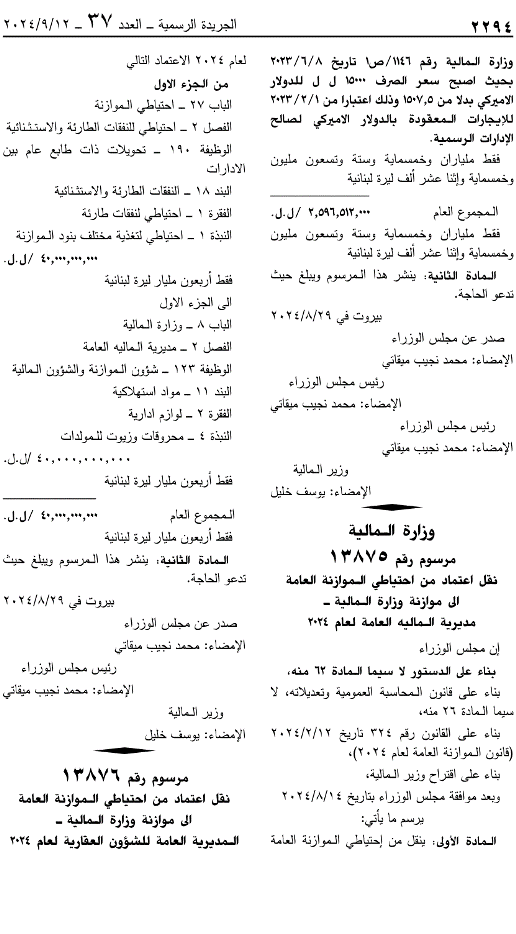 ٢٢٩٤
الجريدة الرسمية ـ العدد ٣٧ ـ ٢٠٢٤/٩/١٢
وزارة المالية رقم ١١٤٦/ص١ تاريخ ٢٠٢٣/٦/٨
بحيث اصبح سعر الصرف ١٥٠٠٠ ل ل للدولار
الاميركي بدلا من ١٥٠٧,٥ وذلك اعتبارا من ٢٠٢٣/٢/١
للإيجارات المعقودة بالدولار الاميركي لصالح
الإدارات الرسمية.
فقط ملياران وخمسماية وستة وتسعون مليون
وخمسماية وإثنا عشر ألف ليرة لبنانية
المجموع العام ٢,٥٩٦,٥١٢,٠٠٠ /ل.ل.
فقط ملياران وخمسماية وستة وتسعون مليون
وخمسماية وإثنا عشر ألف ليرة لبنانية
المادة الثانية: ينشر هذا المرسوم ويبلغ حيث
تدعو الحاجة.
بيروت في ٢٠٢٤/٨/٢٩
صدر عن مجلس الوزراء
الإمضاء: محمد نجيب ميقاتي
رئيس مجلس الوزراء
الإمضاء: محمد نجيب ميقاتي
رئيس مجلس الوزراء
الإمضاء: محمد نجيب ميقاتي
وزير المالية
الإمضاء: يوسف خليل
وزارة المالية
مرسوم رقم ١٣٨٧٥
نقل اعتماد من احتياطي الموازنة العامة
الى موازنة وزارة المالية ـ
مديرية المالية العامة لعام ٢٠٢٤
إن مجلس الوزراء
بناء على الدستور لا سيما المادة ٦٢ منه،
بناء على قانون المحاسبة العمومية وتعديلاته، لا
سيما المادة ٢٦ منه،
بناء على القانون رقم ٣٢٤ تاريخ ٢٠٢٤/٢/١٢
(قانون الموازنة العامة لعام ٢٠٢٤)،
بناء على اقتراح وزير المالية،
وبعد موافقة مجلس الوزراء بتاريخ ٢٠٢٤/٨/١٤
يرسم ما يأتي:
المادة الأولى: ينقل من إحتياطي الموازنة العامة
لعام ٢٠٢٤ الاعتماد التالي
من الجزء الاول
الباب ٢٧ ـ احتياطي الموازنة
الفصل ٢ ـ احتياطي للنفقات الطارئة والاستثنائية
الوظيفة ١٩٠ ـ تحويلات ذات طابع عام بين
الادارات
البند ١٨ ـ النفقات الطارئة والاستثنائية
الفقرة ١ ـ احتياطي لنفقات طارئة
النبذة ١ ـ احتياطي لتغذية مختلف بنود الموازنة
٤٠,٠٠٠,٠٠٠,٠٠٠ /ل.ل.
فقط أربعون مليار ليرة لبنانية
الى الجزء الاول
الباب ٨ ـ وزارة المالية
الفصل ٢ ـ مديرية الماليه العامة
الوظيفة ١٢٣ ـ شؤون الموازنة والشؤون المالية
البند ١١ ـ مواد استهلاكية
الفقرة ٢ ـ لوازم ادارية
النبذة ٤ ـ محروقات وزيوت للمولدات
٤٠,٠٠٠,٠٠٠,٠٠٠ /ل.ل.
فقط أربعون مليار ليرة لبنانية
المجموع العام ٤٠,٠٠٠,٠٠٠,٠٠٠ /ل.ل.
فقط أربعون مليار ليرة لبنانية
المادة الثانية: ينشر هذا المرسوم ويبلغ حيث
تدعو الحاجة.
بيروت في ٢٠٢٤/٨/٢٩
صدر عن مجلس الوزراء
الإمضاء: محمد نجيب ميقاتي
رئيس مجلس الوزراء
الإمضاء: محمد نجيب ميقاتي
وزير المالية
الإمضاء: يوسف خليل
مرسوم رقم ١٣٨٧٦
نقل اعتماد من احتياطي الموازنة العامة
الى موازنة وزارة المالية ـ
المديرية العامة للشؤون العقارية لعام ٢٠٢٤